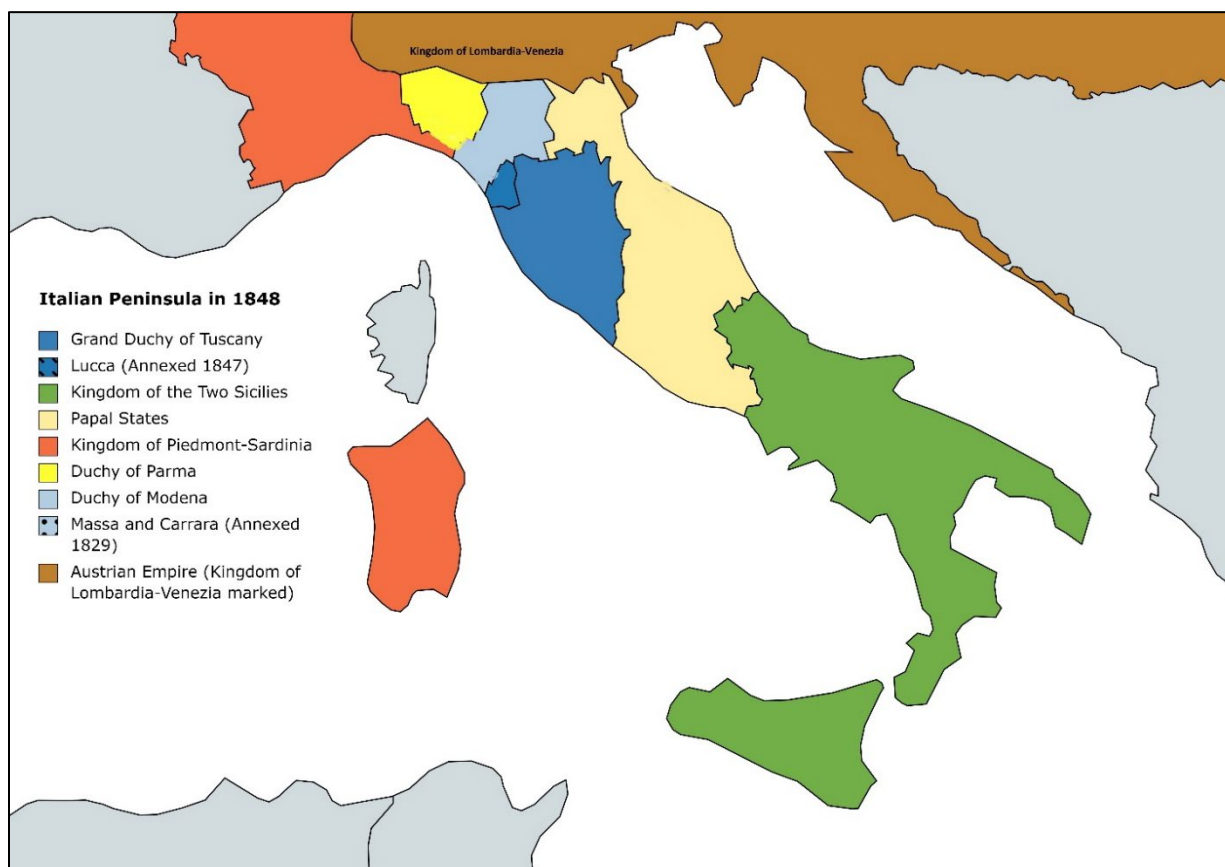 Kingdom of Lombardia-Venezia
Italian Peninsula in 1848
Grand Duchy of Tuscany
Lucca (Annexed 1847)
Kingdom of the Two Sicilies
Papal States
Kingdom of Piedmont-Sardinia
Duchy of Parma
Duchy of Modena
Massa and Carrara (Annexed
1829)
Austrian Empire (Kingdom of
Lombardia-Venezia marked)